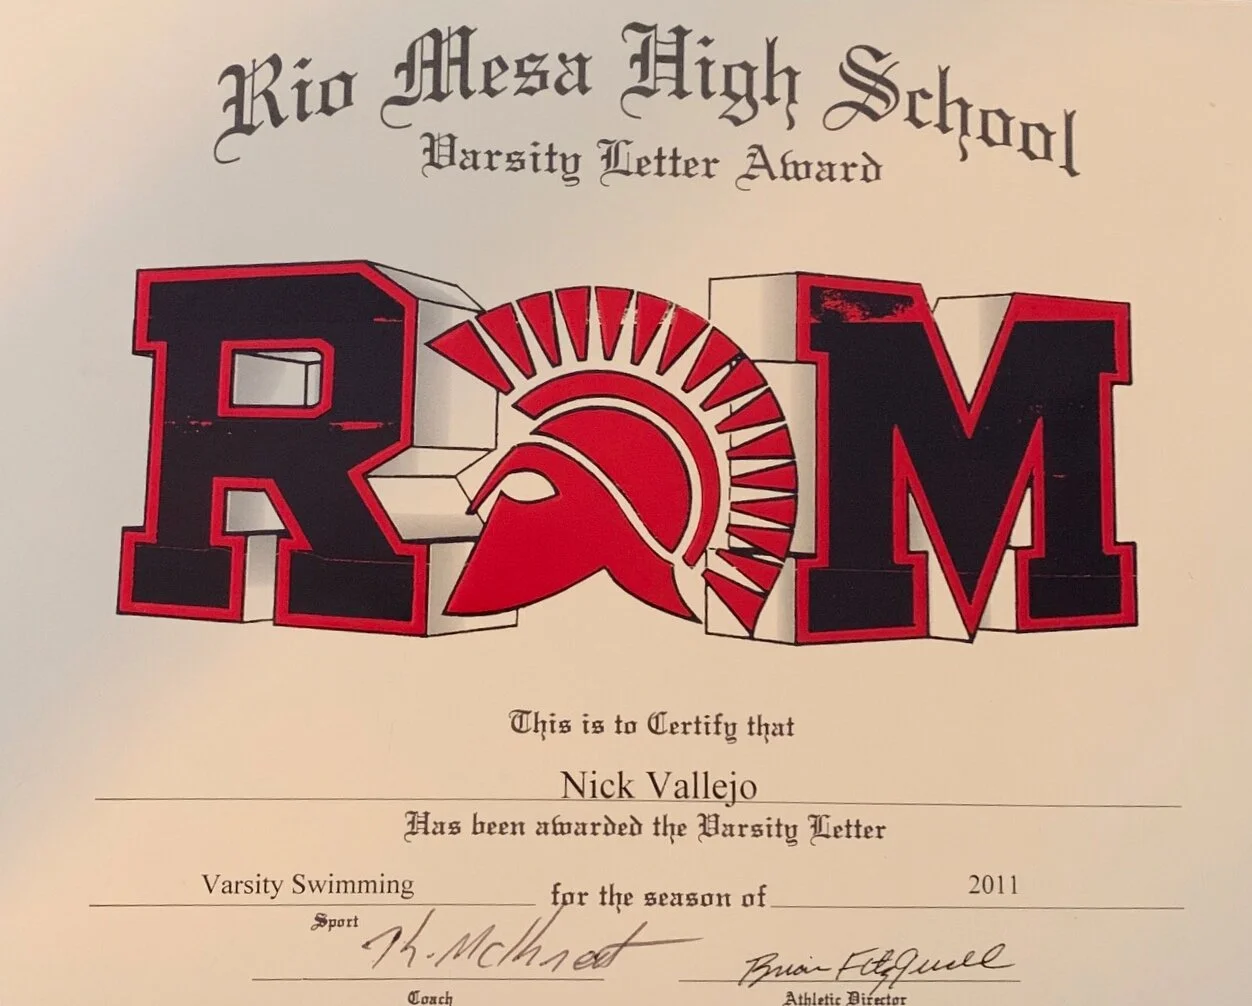 Rio Mesa High School
Varsity Letter Award
R M
This is to Certify that
Nick Vallejo
Has been awarded the Varsity Letter
Varsity Swimming for the season of 2011
Sport
Brian
Coach Athletic Director